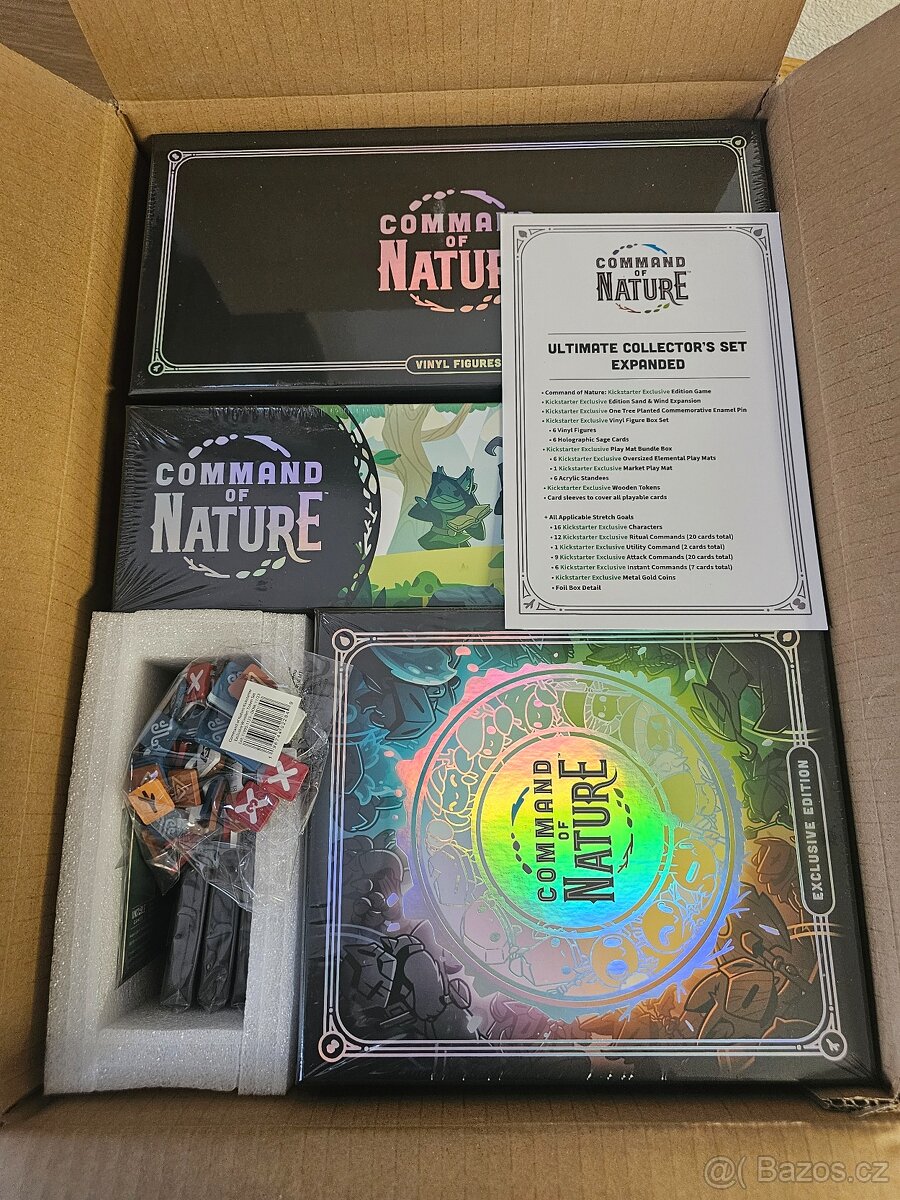 COMMAND
OF
NATURE
VINYL FIGURES
COMMAND
OF
NATURE™
ULTIMATE COLLECTOR'S SET
EXPANDED
• Command of Nature: Kickstarter Exclusive Edition Game
• Kickstarter Exclusive Edition Sand & Wind Expansion
• Kickstarter Exclusive One Tree Planted Commemorative Enamel Pin
• Kickstarter Exclusive Vinyl Figure Box Set
• 6 Vinyl Figures
• 6 Holographic Sage Cards
• Kickstarter Exclusive Play Mat Bundle Box
• 6 Kickstarter Exclusive Oversized Elemental Play Mats
• 1 Kickstarter Exclusive Market Play Mat
• 6 Acrylic Standees
• Kickstarter Exclusive Wooden Tokens
• Card sleeves to cover all playable cards
+ All Applicable Stretch Goals
• 16 Kickstarter Exclusive Characters
• 12 Kickstarter Exclusive Ritual Commands (20 cards total)
• 1 Kickstarter Exclusive Utility Command (2 cards total)
• 9 Kickstarter Exclusive Attack Commands (20 cards total)
• 6 Kickstarter Exclusive Instant Commands (7 cards total)
• Kickstarter Exclusive Metal Gold Coins
• Foil Box Detail
COMMAND
OF
NATURE™
COMMAND
OF
NATURE™
EXCLUSIVE EDITION
@( Bazos.cz